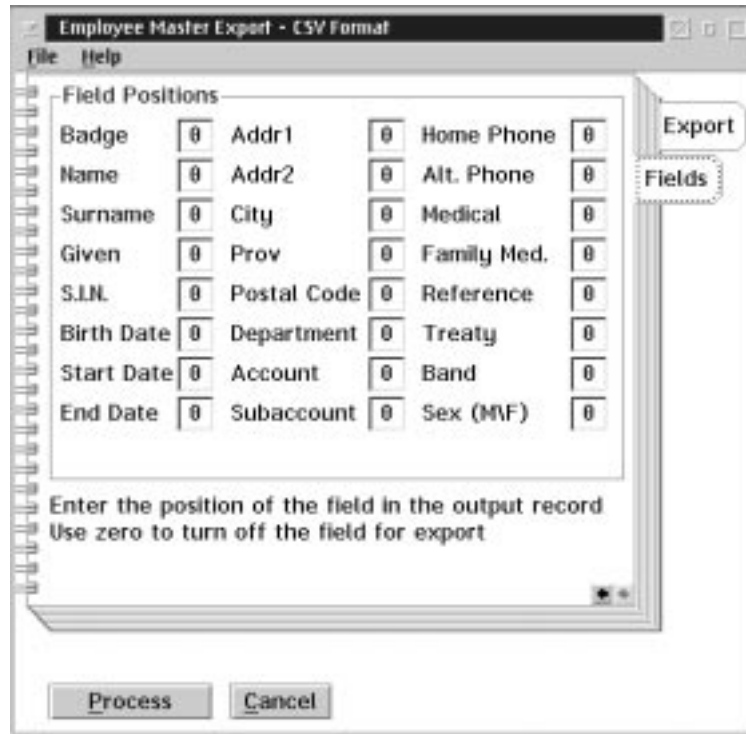 Employee Master Export - CSV Format
File Help
Field Positions
Badge 0 Addr1 0 Home Phone 0
Name 0 Addr2 0 Alt. Phone 0
Surname 0 City 0 Medical 0
Given 0 Prov 0 Family Med. 0
S.I.N. 0 Postal Code 0 Reference 0
Birth Date 0 Department 0 Treaty 0
Start Date 0 Account 0 Band 0
End Date 0 Subaccount 0 Sex (M\F) 0
Export
Fields
Enter the position of the field in the output record
Use zero to turn off the field for export
Process Cancel